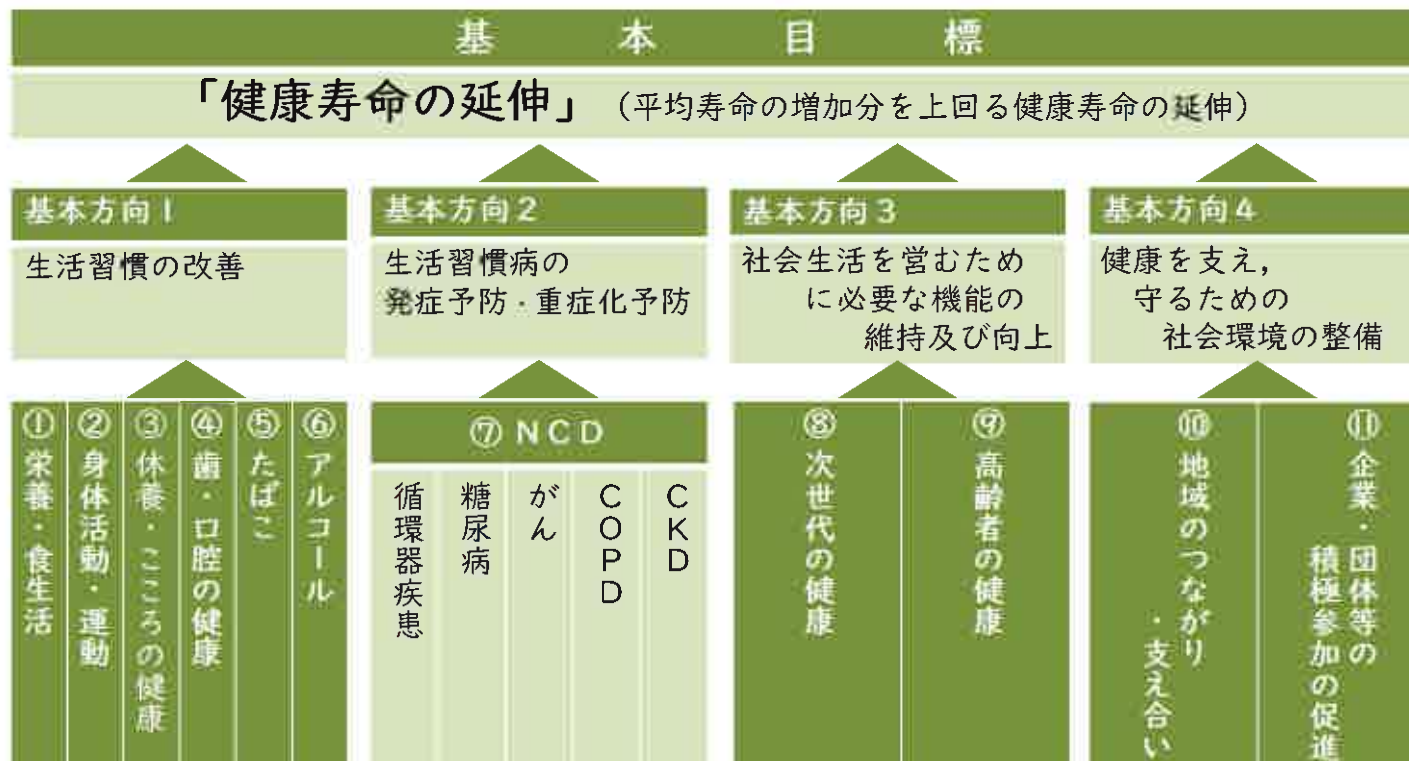 基本目標
「健康寿命の延伸」（平均寿命の増加分を上回る健康寿命の延伸）
基本方向1
生活習慣の改善
基本方向2
生活習慣病の
発症予防・重症化予防
基本方向3
社会生活を営むため
に必要な機能の
維持及び向上
基本方向4
健康を支え，
守るための
社会環境の整備
①栄養・食生活
②身体活動・運動
③休養・こころの健康
④歯・口腔の健康
⑤たばこ
⑥アルコール
⑦NCD
循環器疾患
糖尿病
がん
COPD
CKD
⑧次世代の健康
⑨高齢者の健康
⑩地域のつながり
・支え合い
⑪企業・団体等の
積極参加の促進